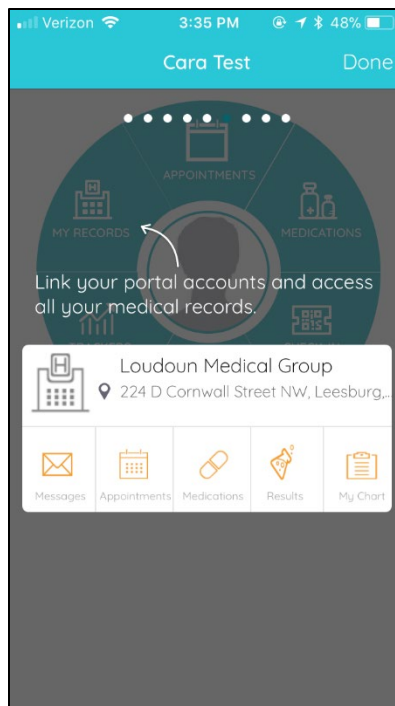 Verizon 3:35 PM 48%
Cara Test Done
APPOINTMENTS
MY RECORDS
MEDICATIONS
Link your portal accounts and access
all your medical records.
Loudoun Medical Group
224 D Cornwall Street NW, Leesburg,..
Messages Appointments Medications Results My Chart